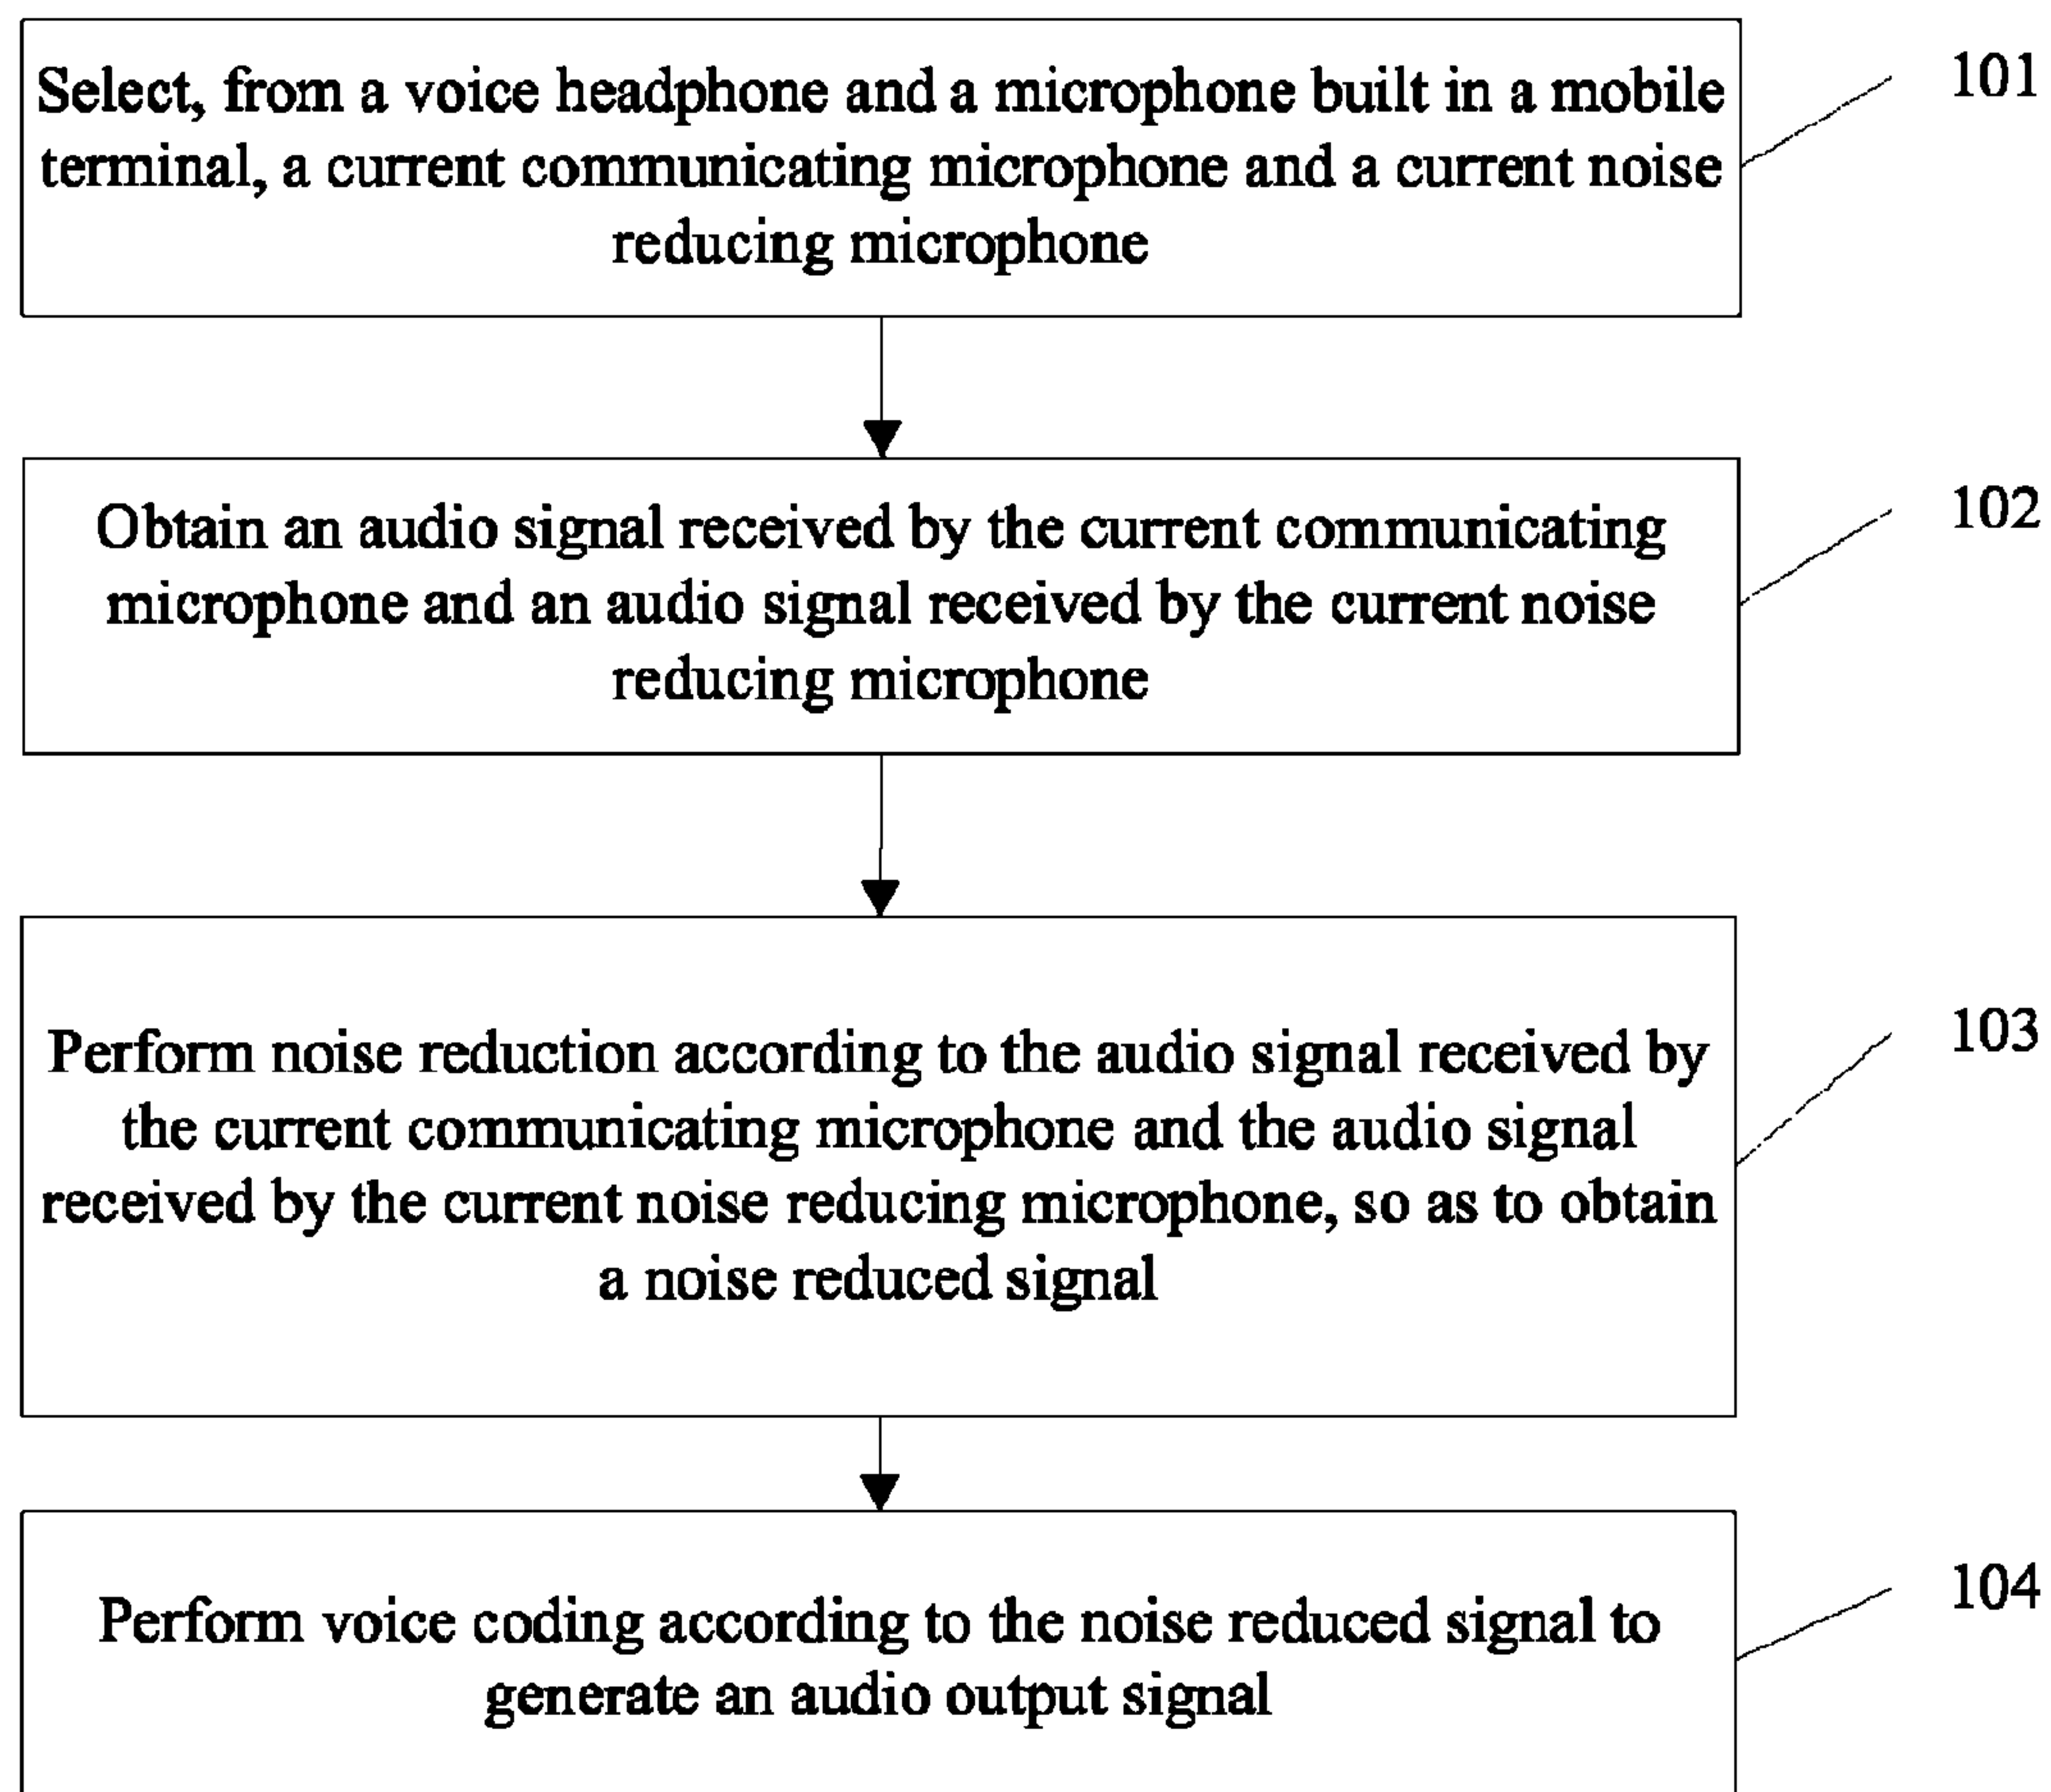 Select, from a voice headphone and a microphone built in a mobile
terminal, a current communicating microphone and a current noise
reducing microphone
101
Obtain an audio signal received by the current communicating
microphone and an audio signal received by the current noise
reducing microphone
102
Perform noise reduction according to the audio signal received by
the current communicating microphone and the audio signal
received by the current noise reducing microphone, so as to obtain
a noise reduced signal
103
Perform voice coding according to the noise reduced signal to
generate an audio output signal
104